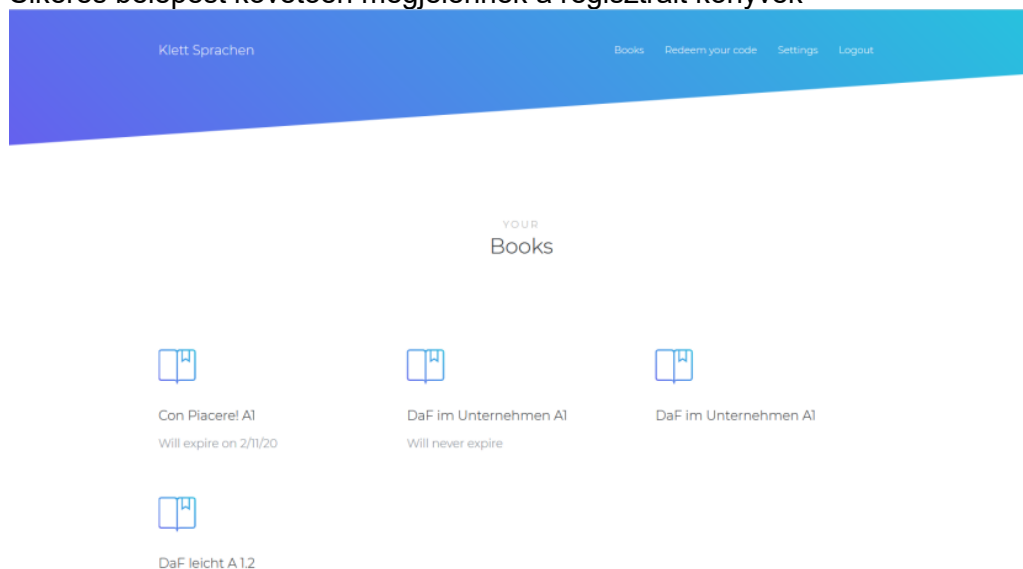 Sikeres belépést követően megjelennek a regisztrált könyvek
Klett Sprachen
Books Redeem your code Settings Logout
YOUR
Books
Con Piacere! A1
Will expire on 2/11/20
DaF im Unternehmen A1
Will never expire
DaF im Unternehmen A1
DaF leicht A 1.2